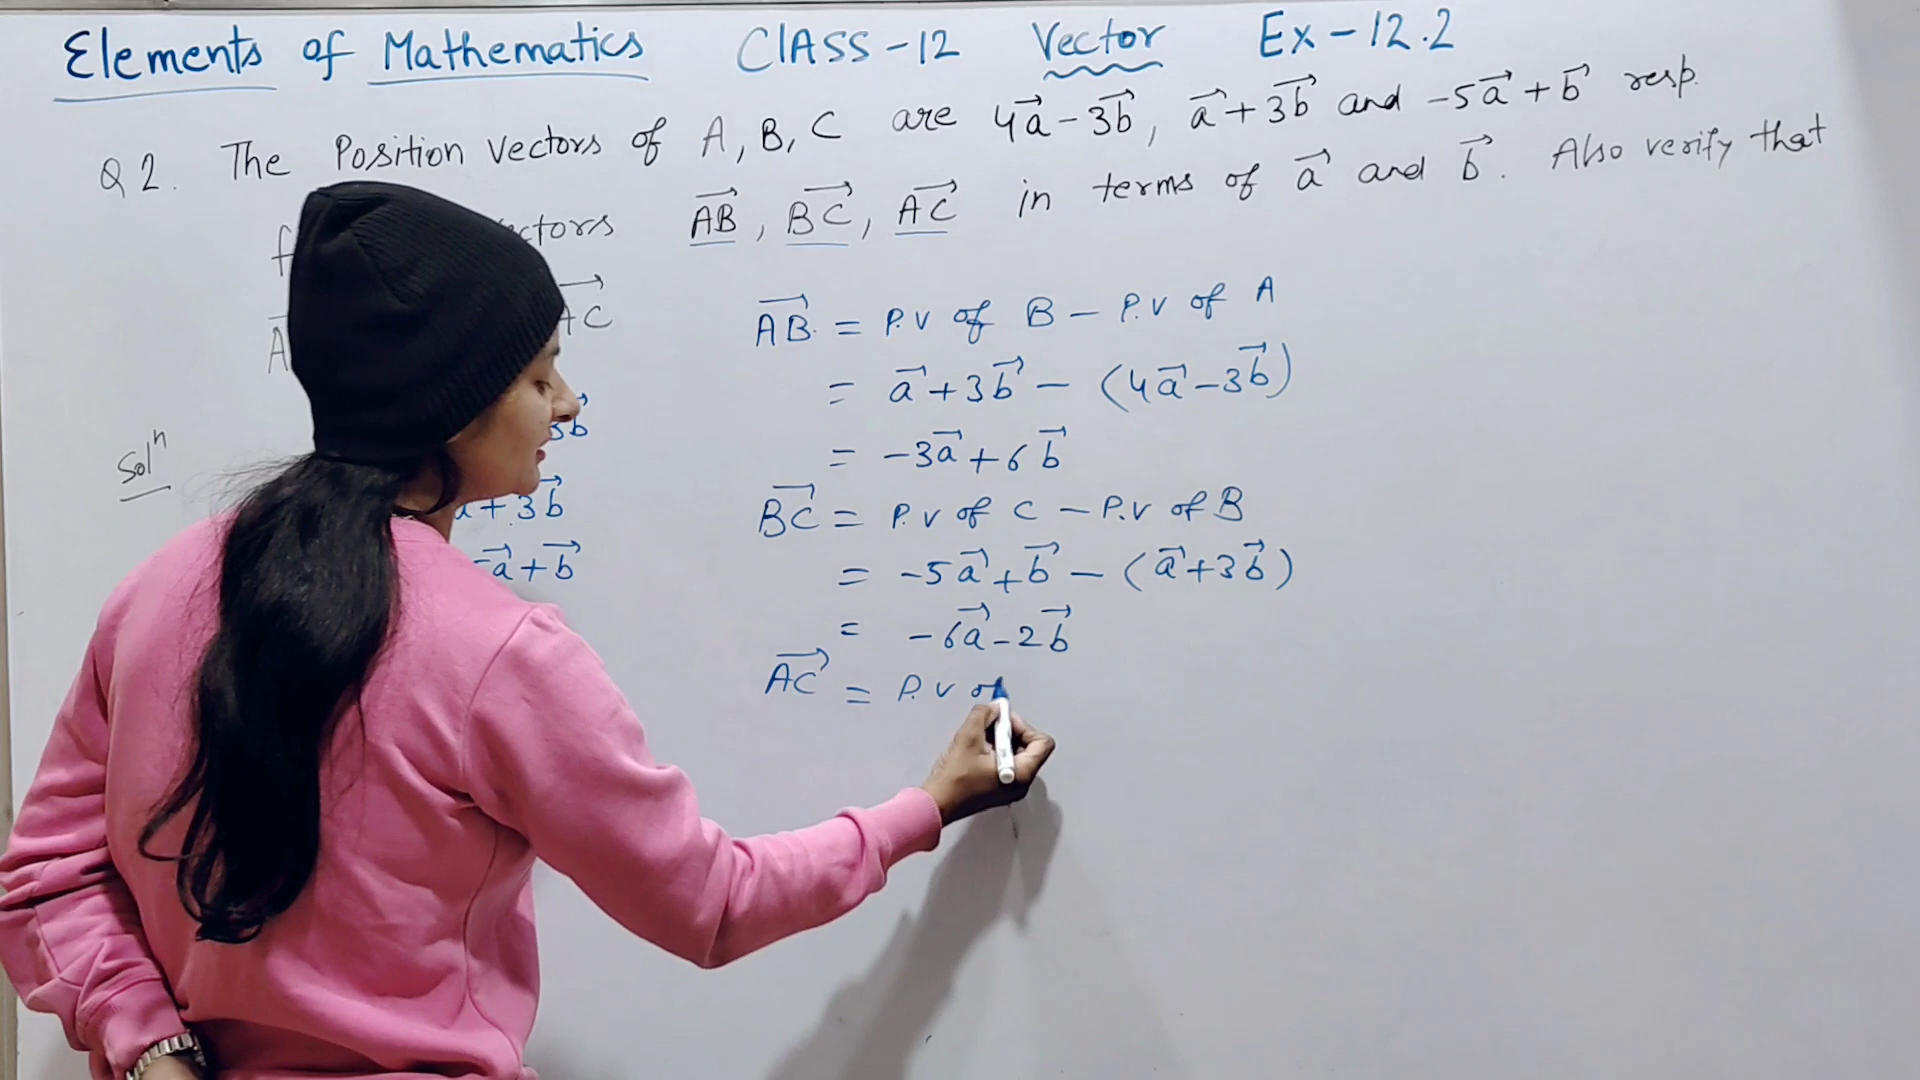 Elements of Mathematics CLASS-12 Vector Ex-12.2
Q2. The Position vectors of A, B, C are 4a⃗-3b⃗, a⃗+3b⃗ and -5a⃗+b⃗ resp.
AB⃗, BC⃗, AC⃗ in terms of a⃗ and b⃗. Also verify that
Solⁿ
a+3b⃗
a⃗+b⃗
AB⃗ = P.V of B - P.V of A
= a⃗+3b⃗ - (4a⃗-3b⃗)
= -3a⃗+6b⃗
BC⃗ = P.V of C - P.V of B
= -5a⃗+b⃗ - (a⃗+3b⃗)
= -6a⃗-2b⃗
AC⃗ = P.V of